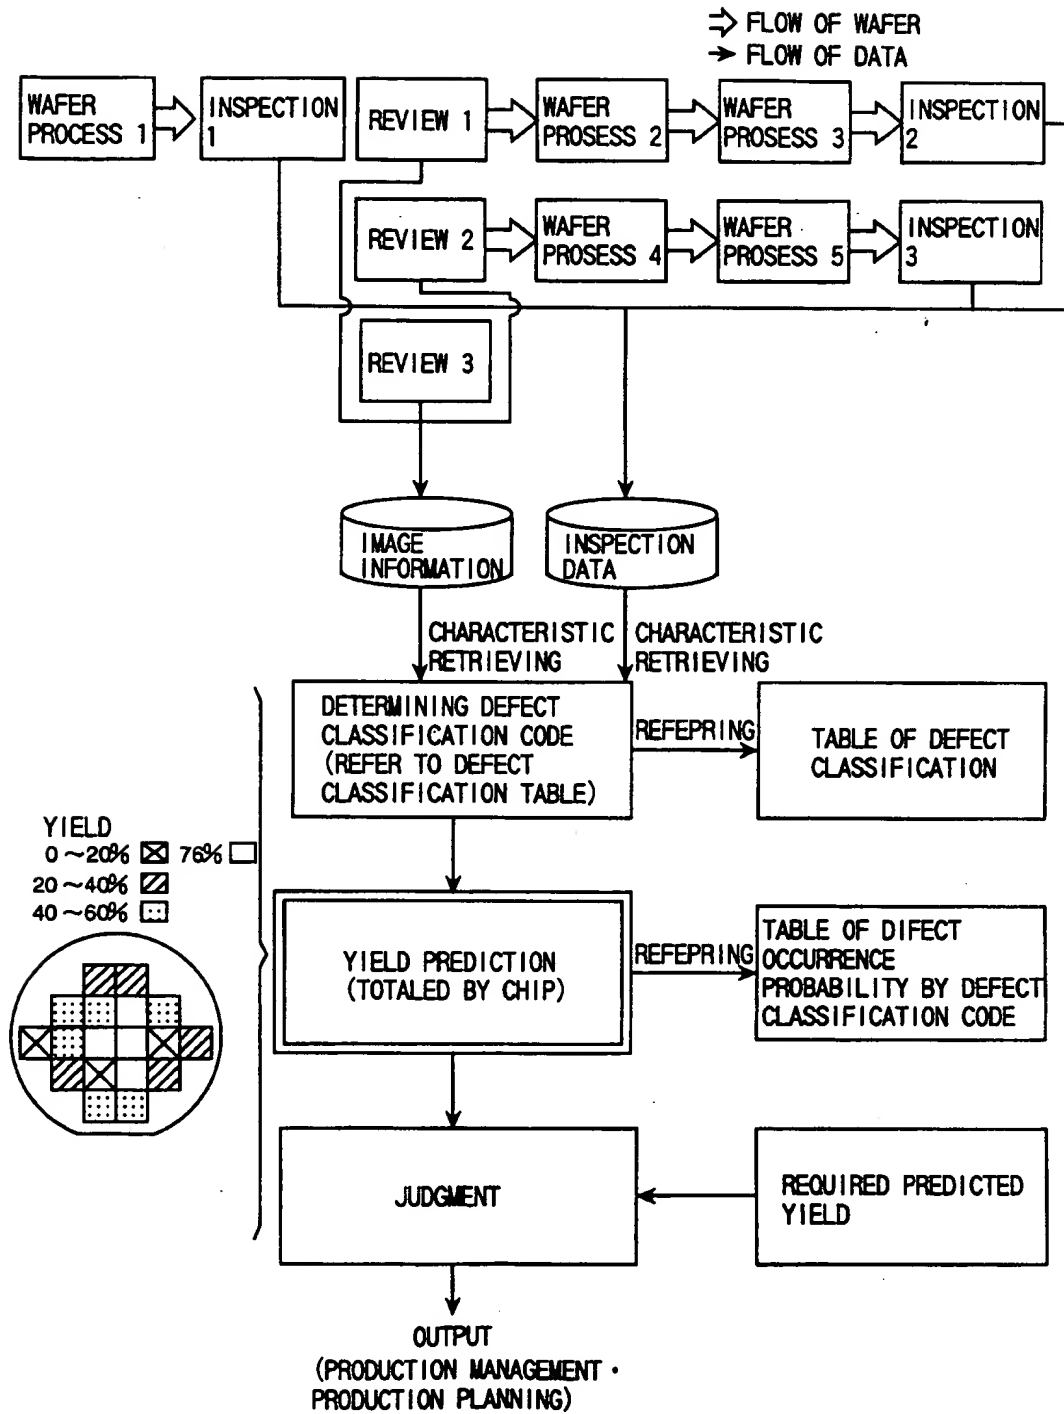 FLOW OF WAFER
FLOW OF DATA
WAFER
PROCESS 1
INSPECTION
1
REVIEW 1
WAFER
PROSESS 2
WAFER
PROSESS 3
INSPECTION
2
REVIEW 2
WAFER
PROSESS 4
WAFER
PROSESS 5
INSPECTION
3
REVIEW 3
IMAGE
INFORMATION
INSPECTION
DATA
CHARACTERISTIC
RETRIEVING
CHARACTERISTIC
RETRIEVING
DETERMINING DEFECT
CLASSIFICATION CODE
(REFER TO DEFECT
CLASSIFICATION TABLE)
REFEPRING
TABLE OF DEFECT
CLASSIFICATION
YIELD
0 ~20% 76%
20 ~40%
40 ~60%
YIELD PREDICTION
(TOTALED BY CHIP)
REFEPRING
TABLE OF DIFECT
OCCURRENCE
PROBABILITY BY DEFECT
CLASSIFICATION CODE
JUDGMENT
REQUIRED PREDICTED
YIELD
OUTPUT
(PRODUCTION MANAGEMENT ·
PRODUCTION PLANNING)